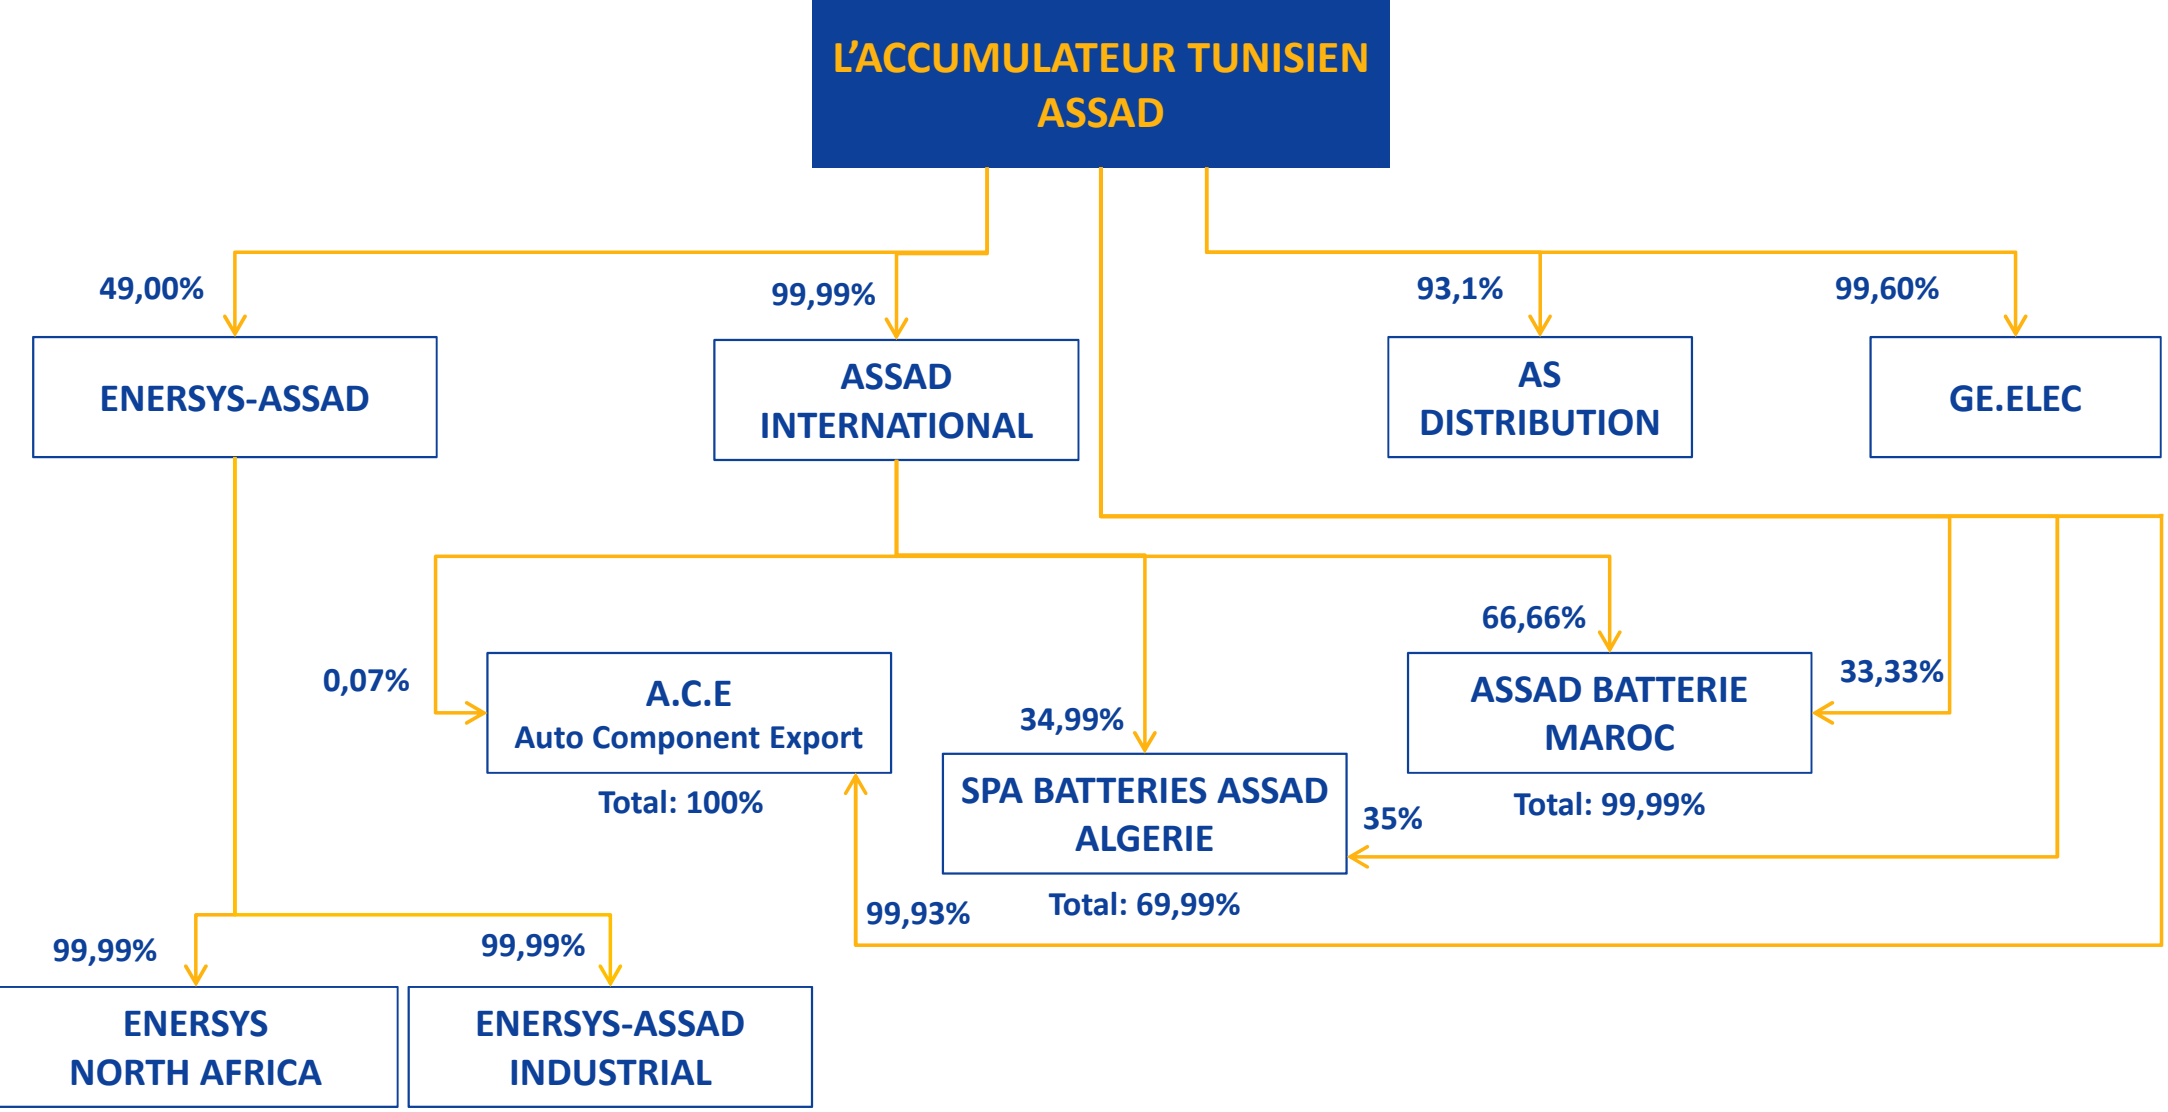 L’ACCUMULATEUR TUNISIEN
ASSAD
49,00%
99,99%
93,1%
99,60%
ENERSYS-ASSAD
ASSAD
INTERNATIONAL
AS
DISTRIBUTION
GE.ELEC
0,07%
A.C.E
Auto Component Export
Total: 100%
34,99%
SPA BATTERIES ASSAD
ALGERIE
Total: 69,99%
35%
66,66%
ASSAD BATTERIE
MAROC
Total: 99,99%
33,33%
99,93%
99,99%
99,99%
ENERSYS
NORTH AFRICA
ENERSYS-ASSAD
INDUSTRIAL